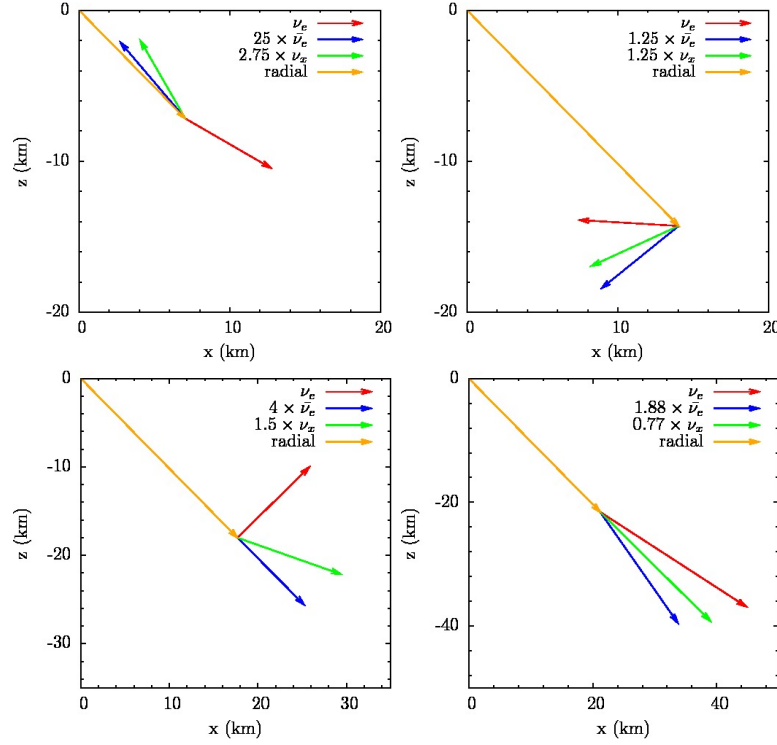 0
-10
-20
z (km)
0
10
20
x (km)
νₑ
25 × ν̄ₑ
2.75 × νₓ
radial
0
-10
-20
z (km)
0
10
20
x (km)
νₑ
1.25 × ν̄ₑ
1.25 × νₓ
radial
0
-10
-20
-30
z (km)
0
10
20
30
x (km)
νₑ
4 × ν̄ₑ
1.5 × νₓ
radial
0
-20
-40
z (km)
0
20
40
x (km)
νₑ
1.88 × ν̄ₑ
0.77 × νₓ
radial